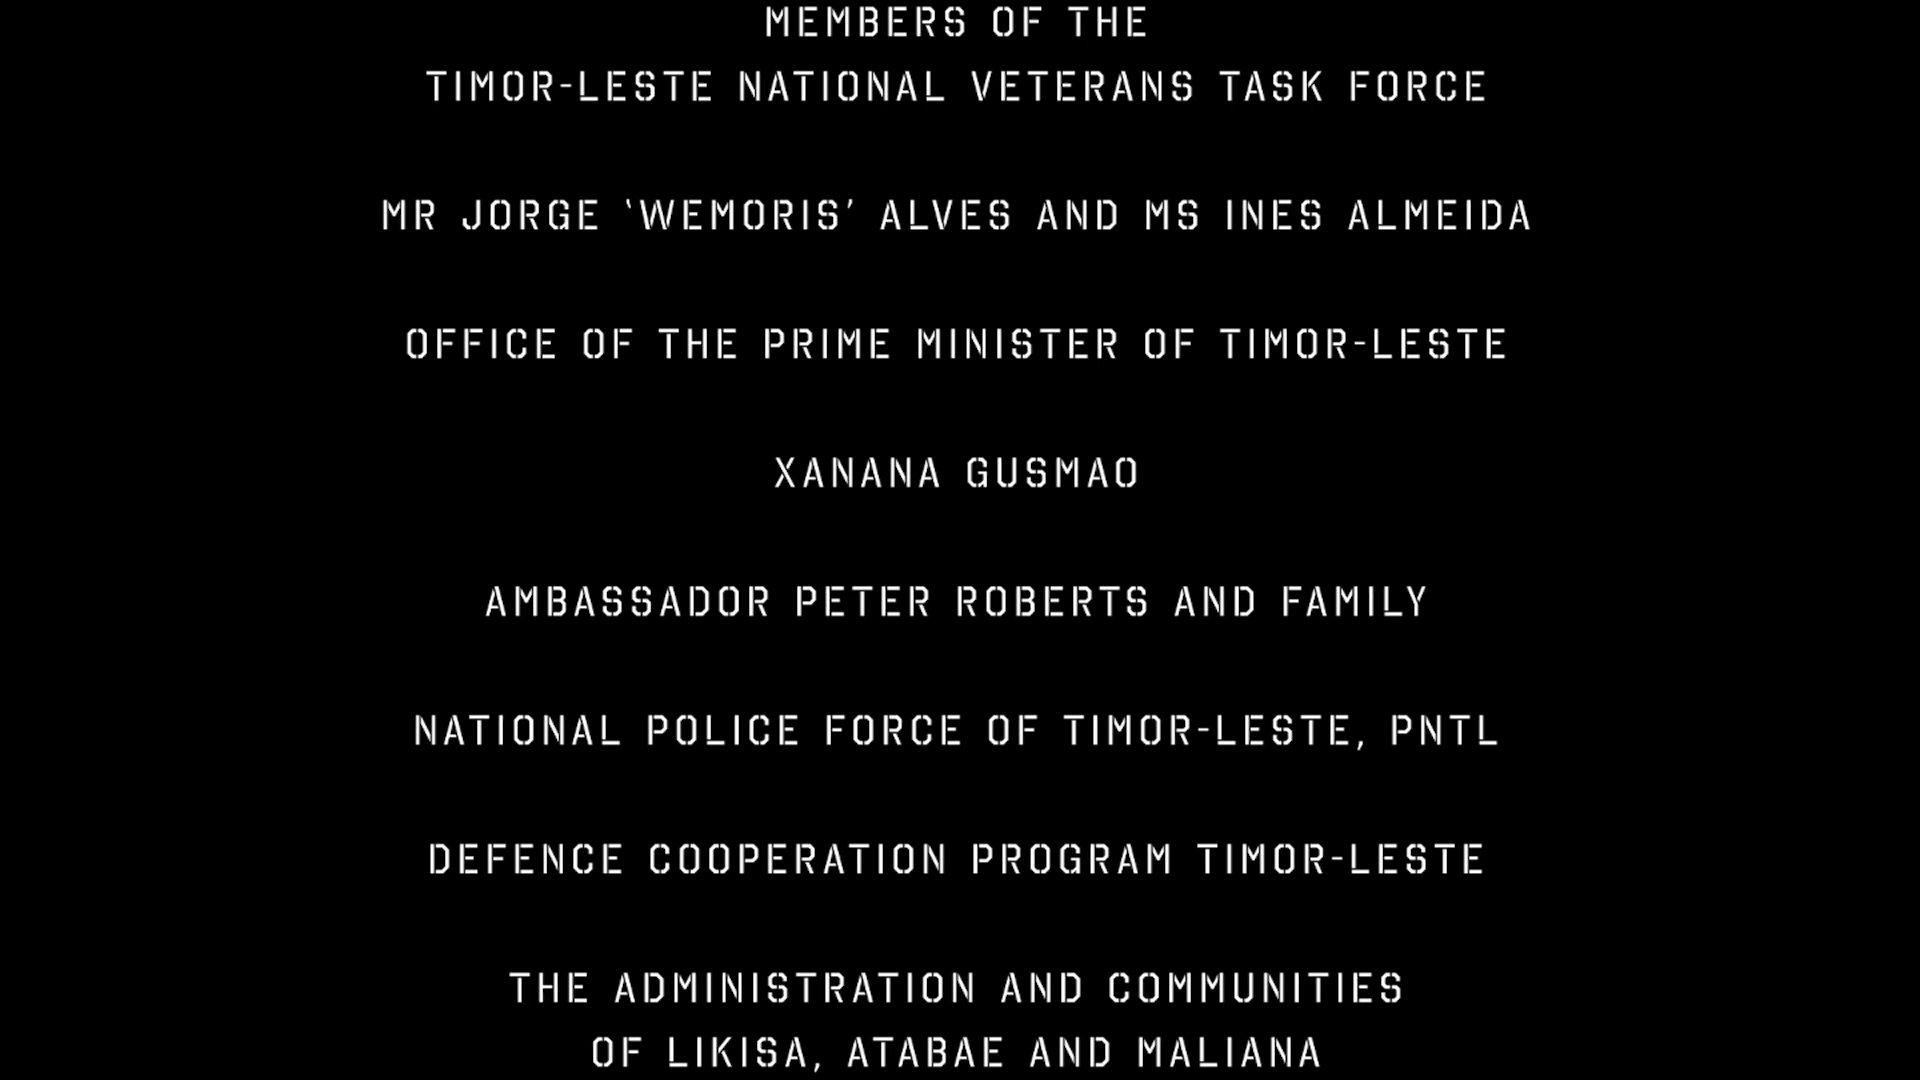 MEMBERS OF THE
TIMOR-LESTE NATIONAL VETERANS TASK FORCE
MR JORGE ‘WEMORIS’ ALVES AND MS INES ALMEIDA
OFFICE OF THE PRIME MINISTER OF TIMOR-LESTE
XANANA GUSMAO
AMBASSADOR PETER ROBERTS AND FAMILY
NATIONAL POLICE FORCE OF TIMOR-LESTE, PNTL
DEFENCE COOPERATION PROGRAM TIMOR-LESTE
THE ADMINISTRATION AND COMMUNITIES
OF LIKISA, ATABAE AND MALIANA